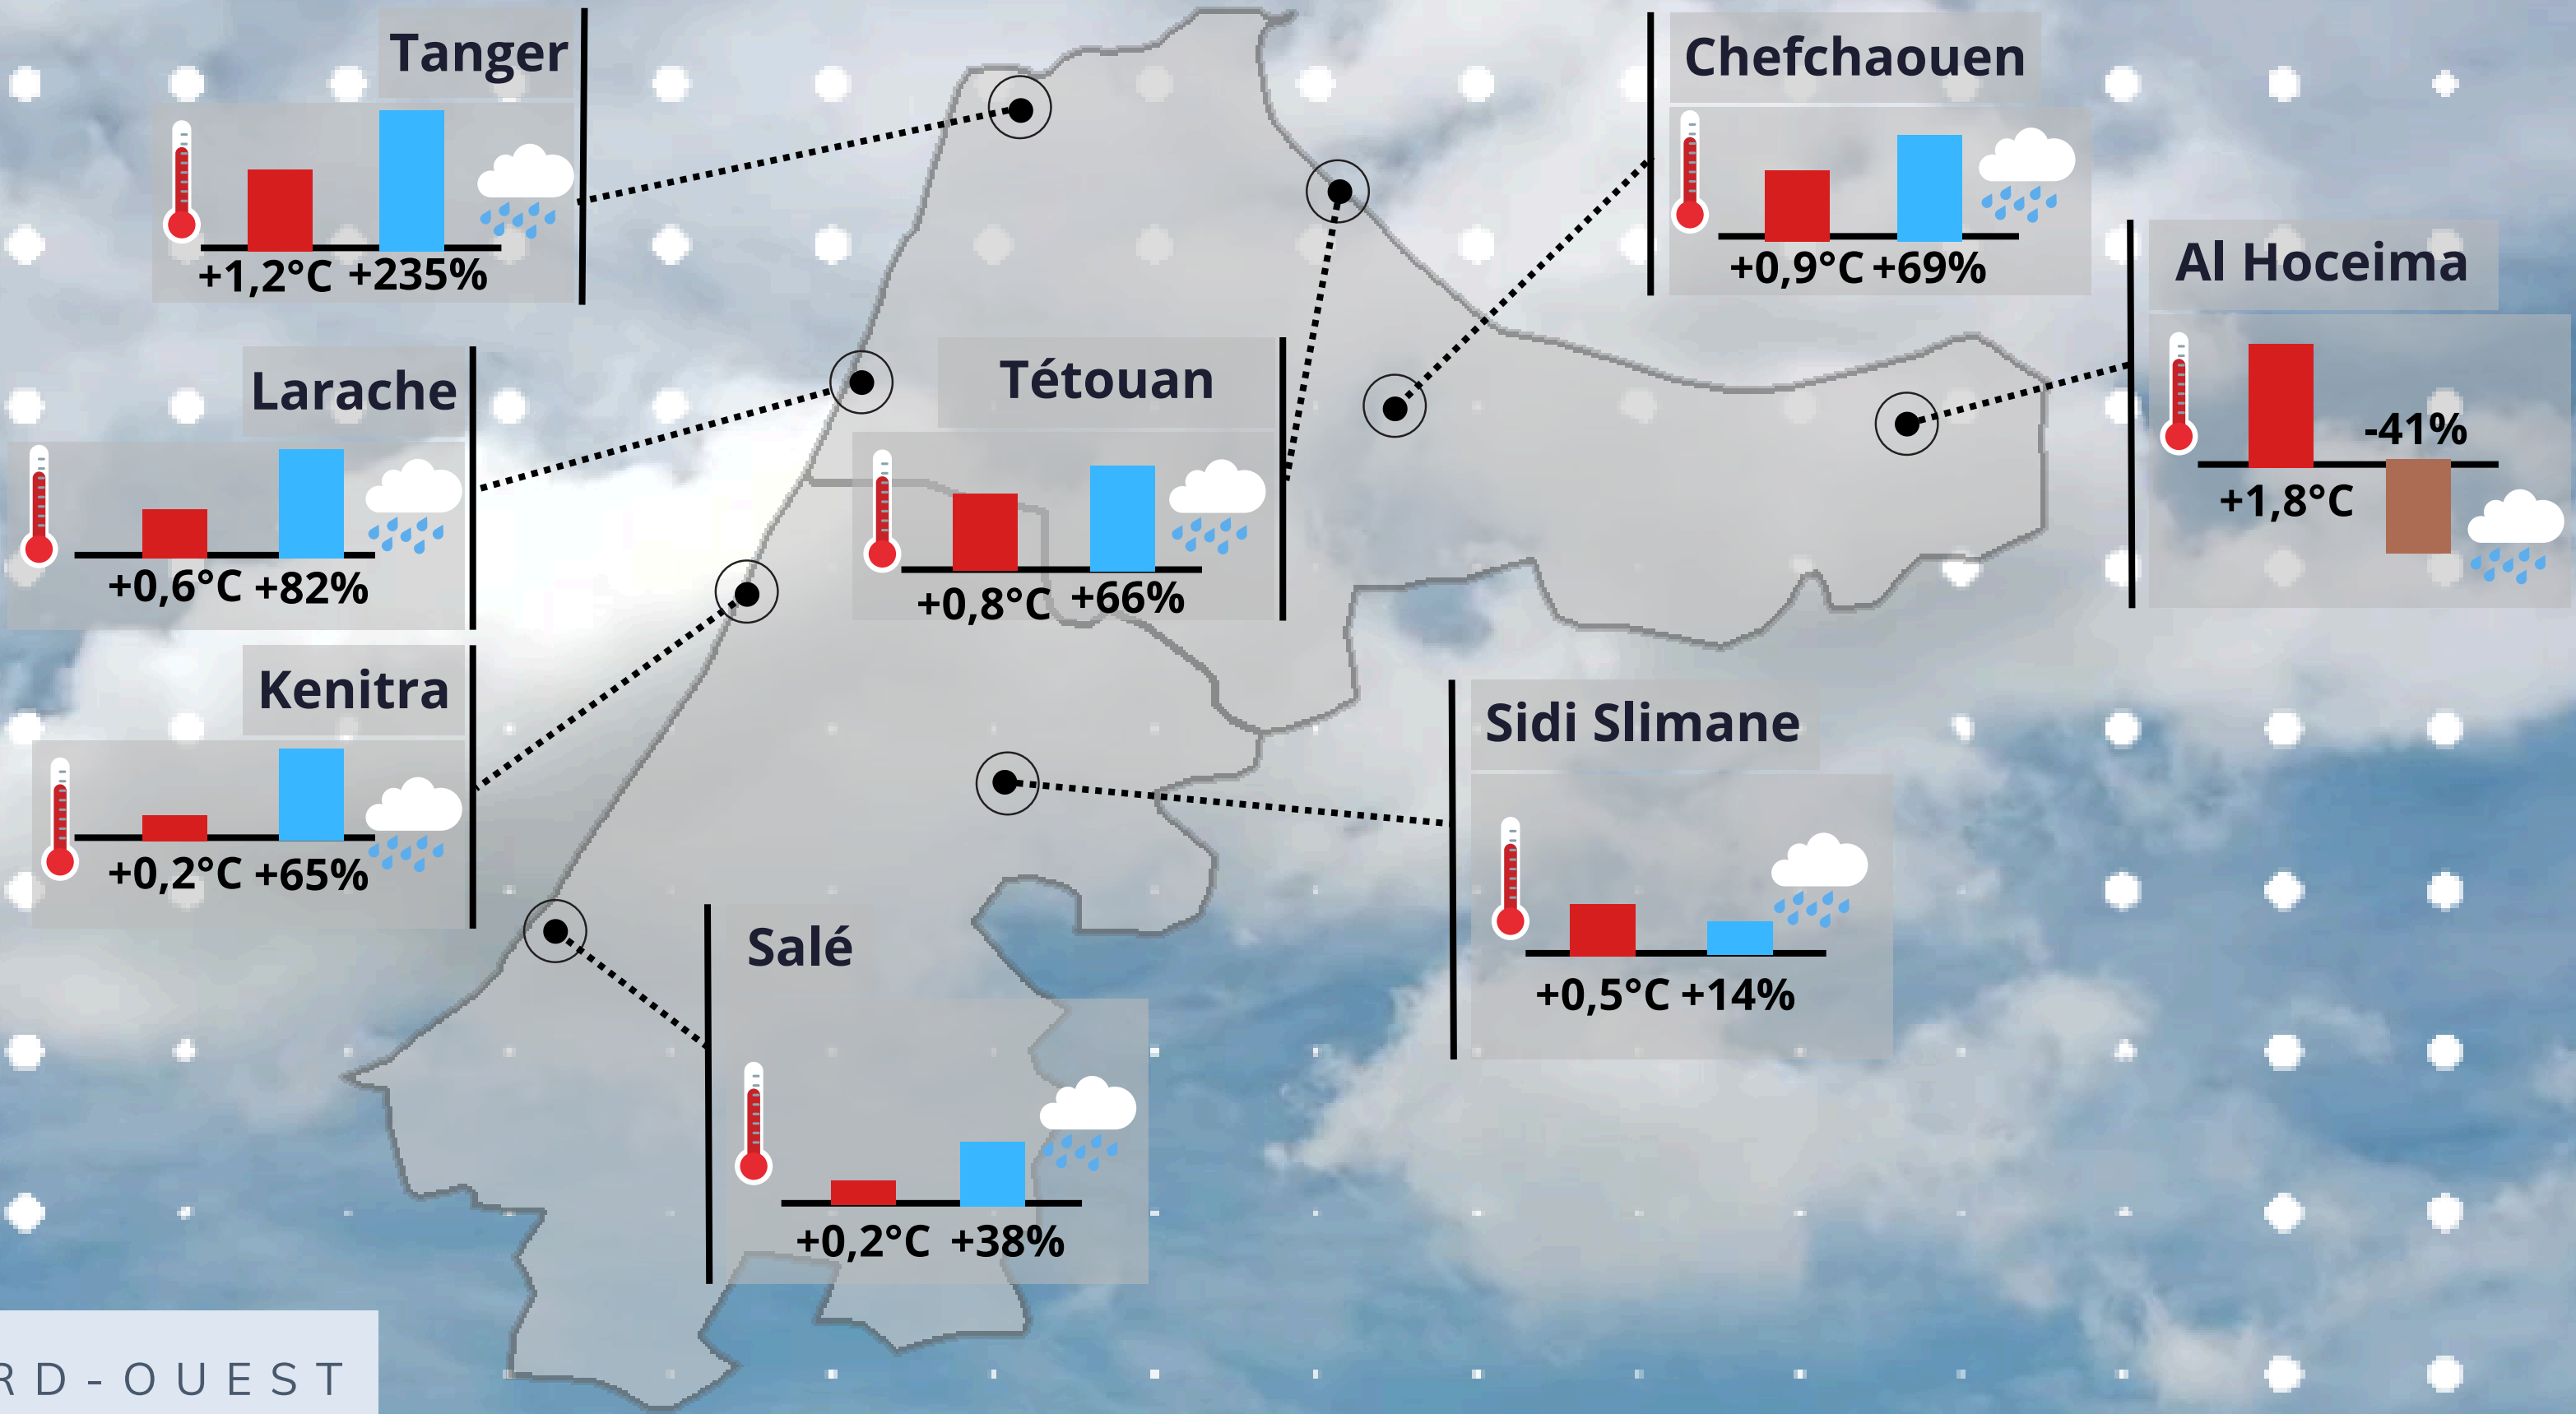 Tanger
+1,2°C +235%
Chefchaouen
+0,9°C +69%
Al Hoceima
-41%
+1,8°C
Larache
+0,6°C +82%
Tétouan
+0,8°C +66%
Kenitra
+0,2°C +65%
Sidi Slimane
+0,5°C +14%
Salé
+0,2°C +38%
RD-OUEST